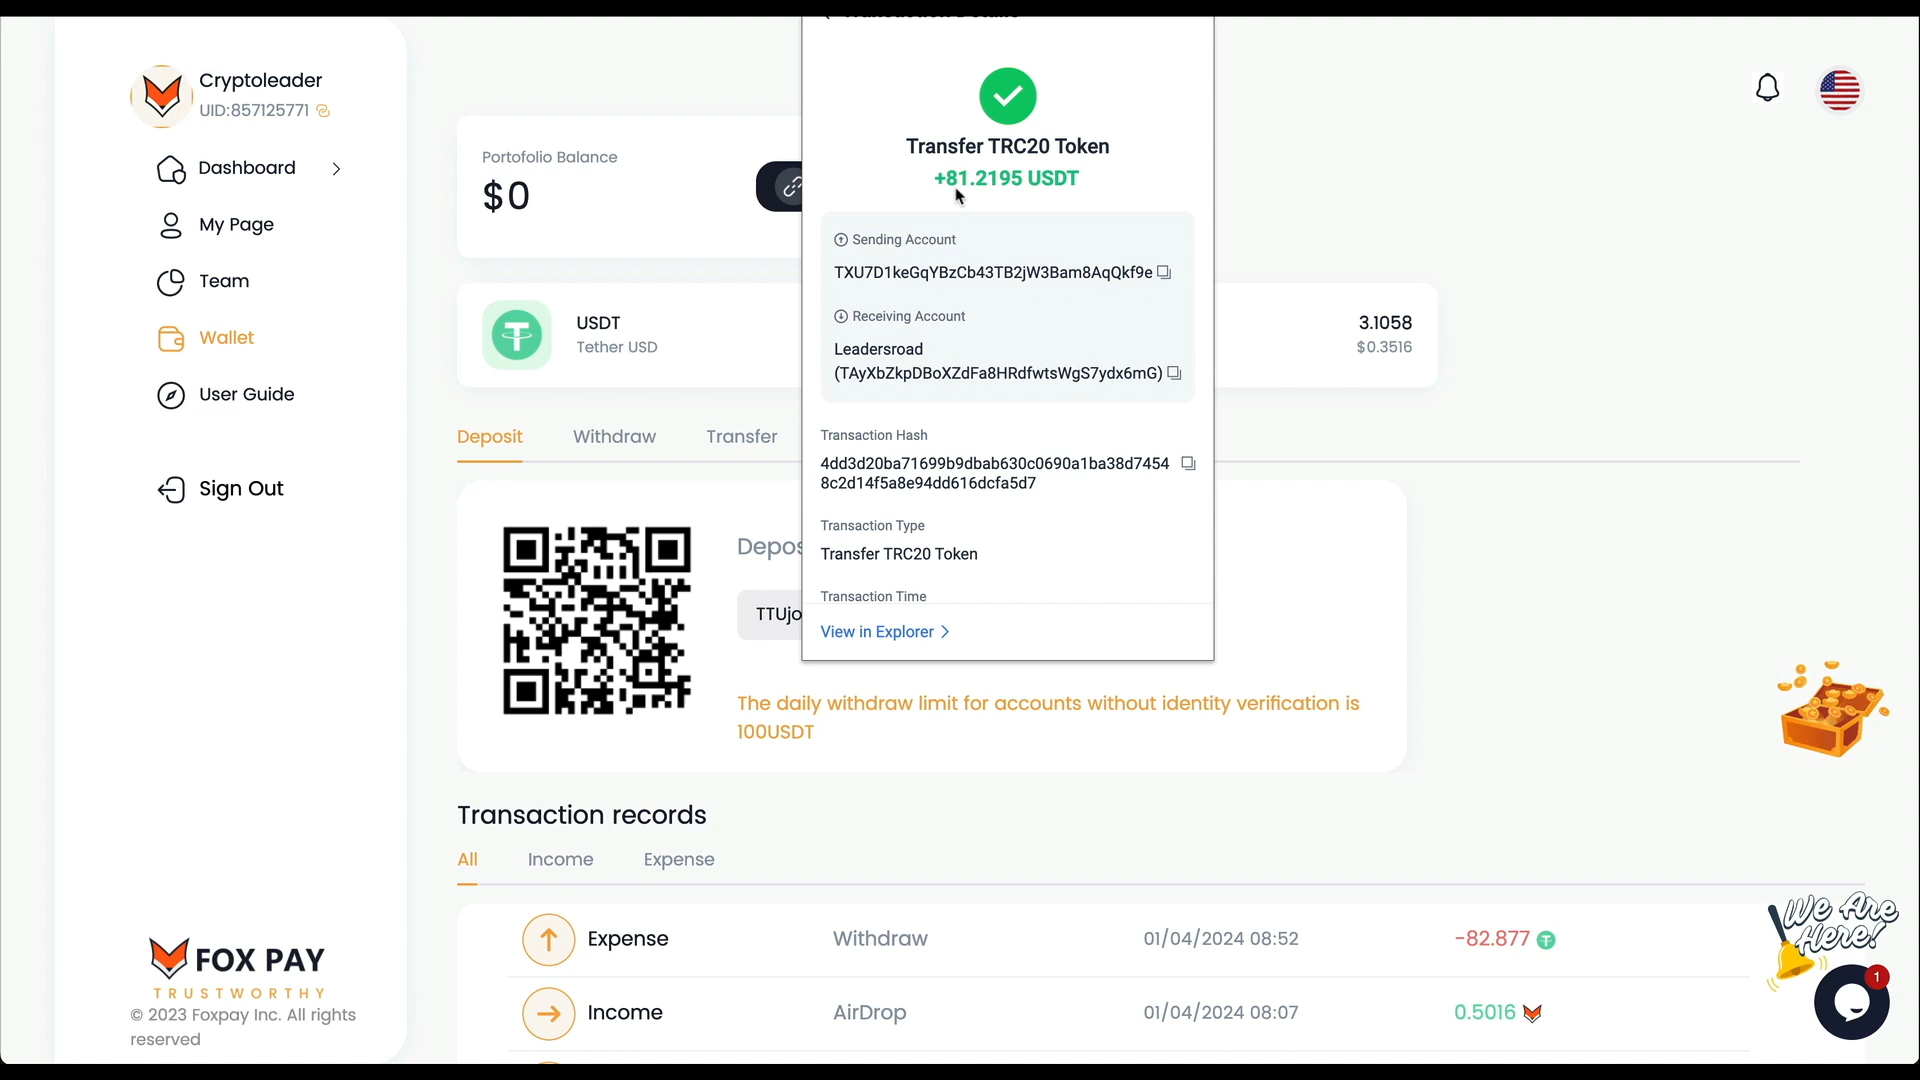 Cryptoleader
UID:857125771
Dashboard
My Page
Team
Wallet
User Guide
Sign Out
FOX PAY
TRUSTWORTHY
© 2023 Foxpay Inc. All rights
reserved
Portofolio Balance
$0
USDT
Tether USD
3.1058
$0.3516
Deposit
Withdraw
Transfer
Transfer TRC20 Token
+81.2195 USDT
Sending Account
TXU7D1keGqYBzCb43TB2jW3Bam8AqQkf9e
Receiving Account
Leadersroad
(TAyXbZkpDBoXZdFa8HRdfwtsWgS7ydx6mG)
Transaction Hash
4dd3d20ba71699b9dbab630c0690a1ba38d7454
8c2d14f5a8e94dd616dcfa5d7
Transaction Type
Transfer TRC20 Token
Transaction Time
View in Explorer
Depos
TTUjo
The daily withdraw limit for accounts without identity verification is
100USDT
Transaction records
All
Income
Expense
Expense
Withdraw
01/04/2024 08:52
-82.877
Income
AirDrop
01/04/2024 08:07
0.5016
We Are
Here!
1